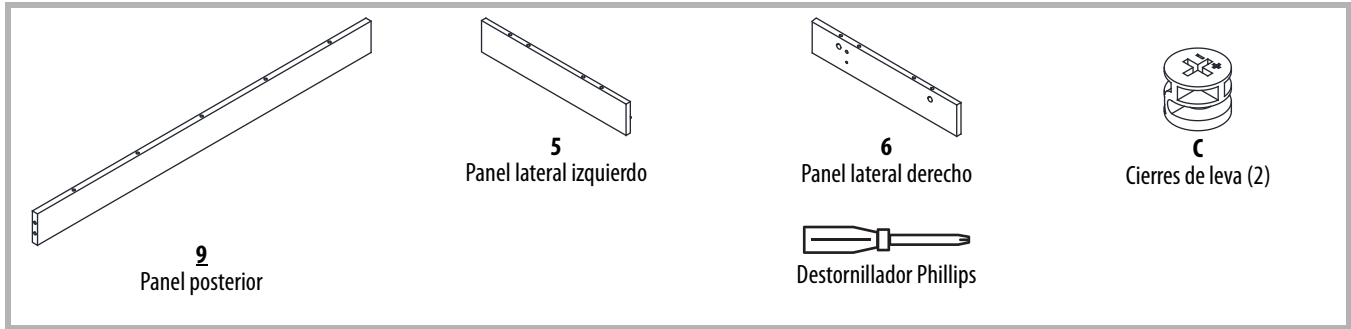 9
Panel posterior
5
Panel lateral izquierdo
6
Panel lateral derecho
Destornillador Phillips
C
Cierres de leva (2)